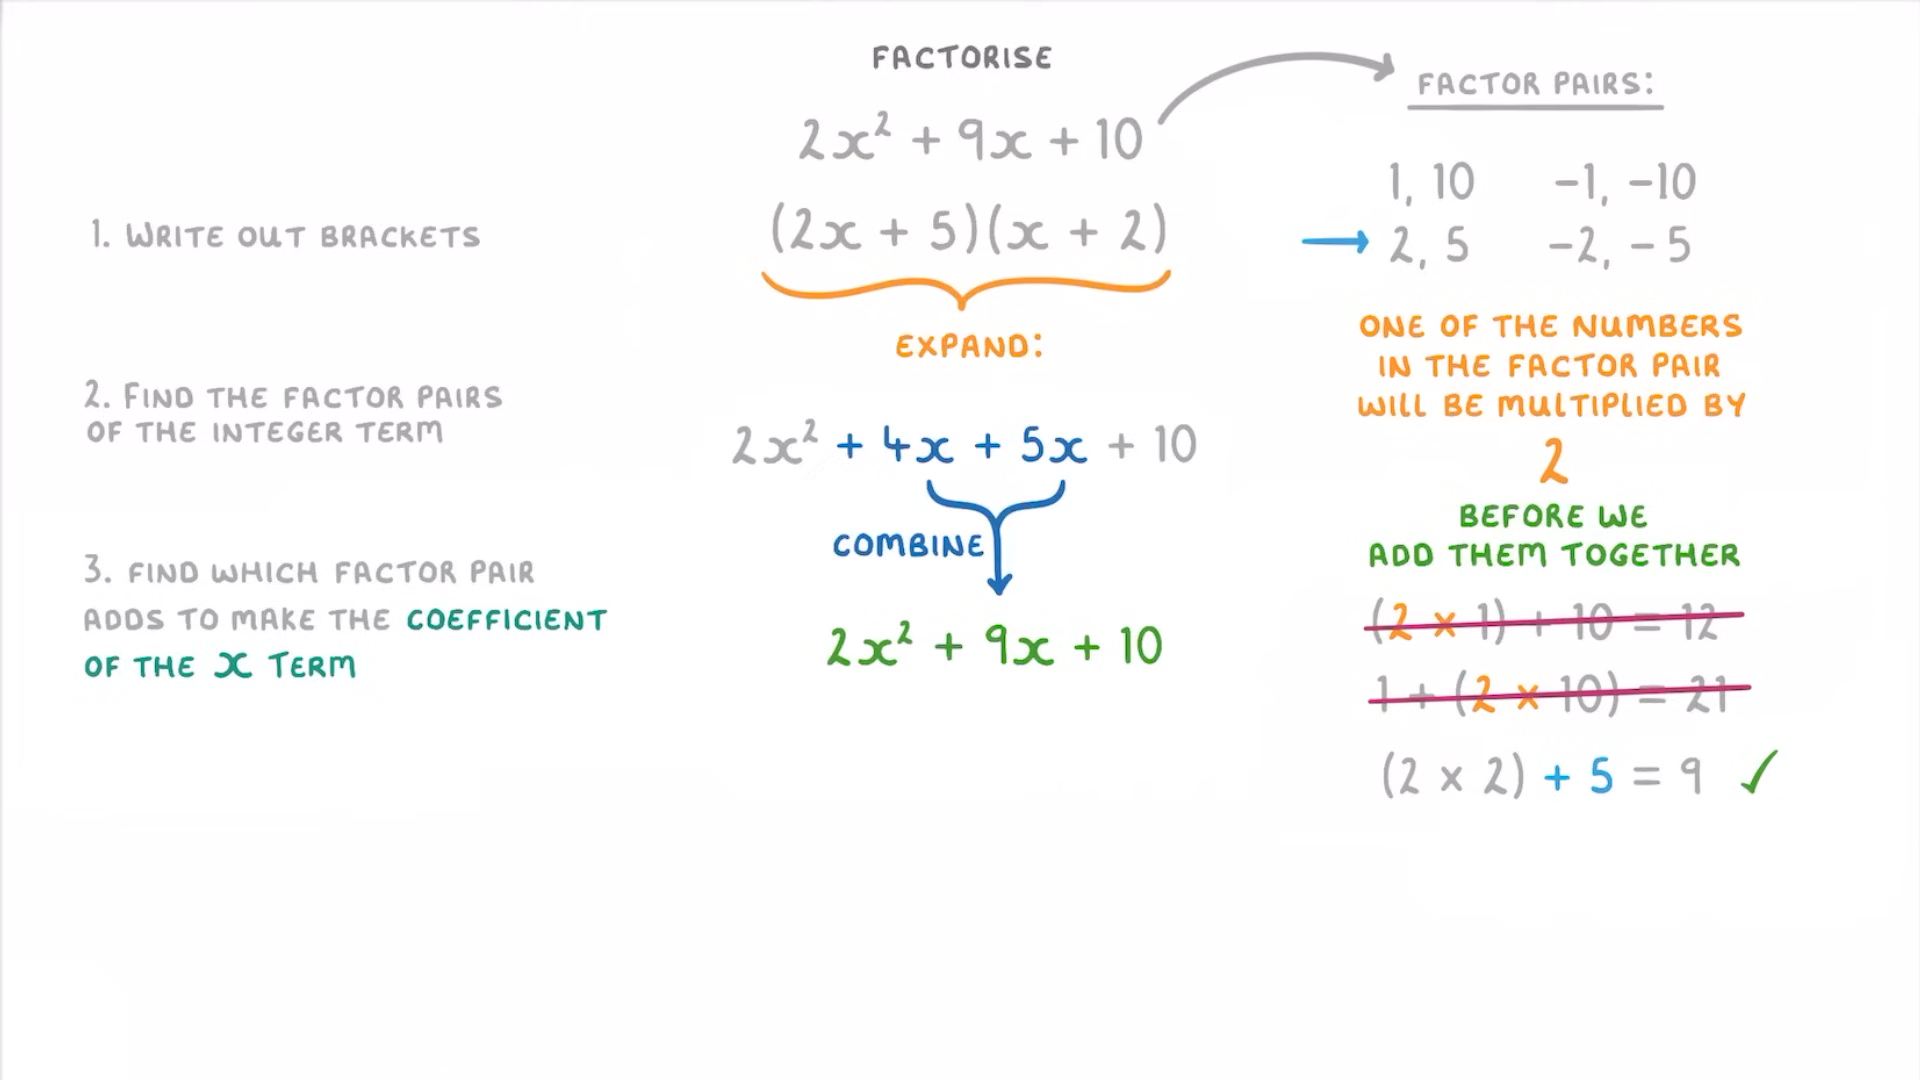 FACTORISE
2x² + 9x + 10
(2x + 5)(x + 2)
EXPAND:
2x² + 4x + 5x + 10
COMBINE
2x² + 9x + 10
1. WRITE OUT BRACKETS
2. FIND THE FACTOR PAIRS
OF THE INTEGER TERM
3. FIND WHICH FACTOR PAIR
ADDS TO MAKE THE COEFFICIENT
OF THE x TERM
FACTOR PAIRS:
1, 10 −1, −10
2, 5 −2, −5
ONE OF THE NUMBERS
IN THE FACTOR PAIR
WILL BE MULTIPLIED BY
2
BEFORE WE
ADD THEM TOGETHER
(2 × 1) + 10 = 12
1 + (2 × 10) = 21
(2 × 2) + 5 = 9 ✓